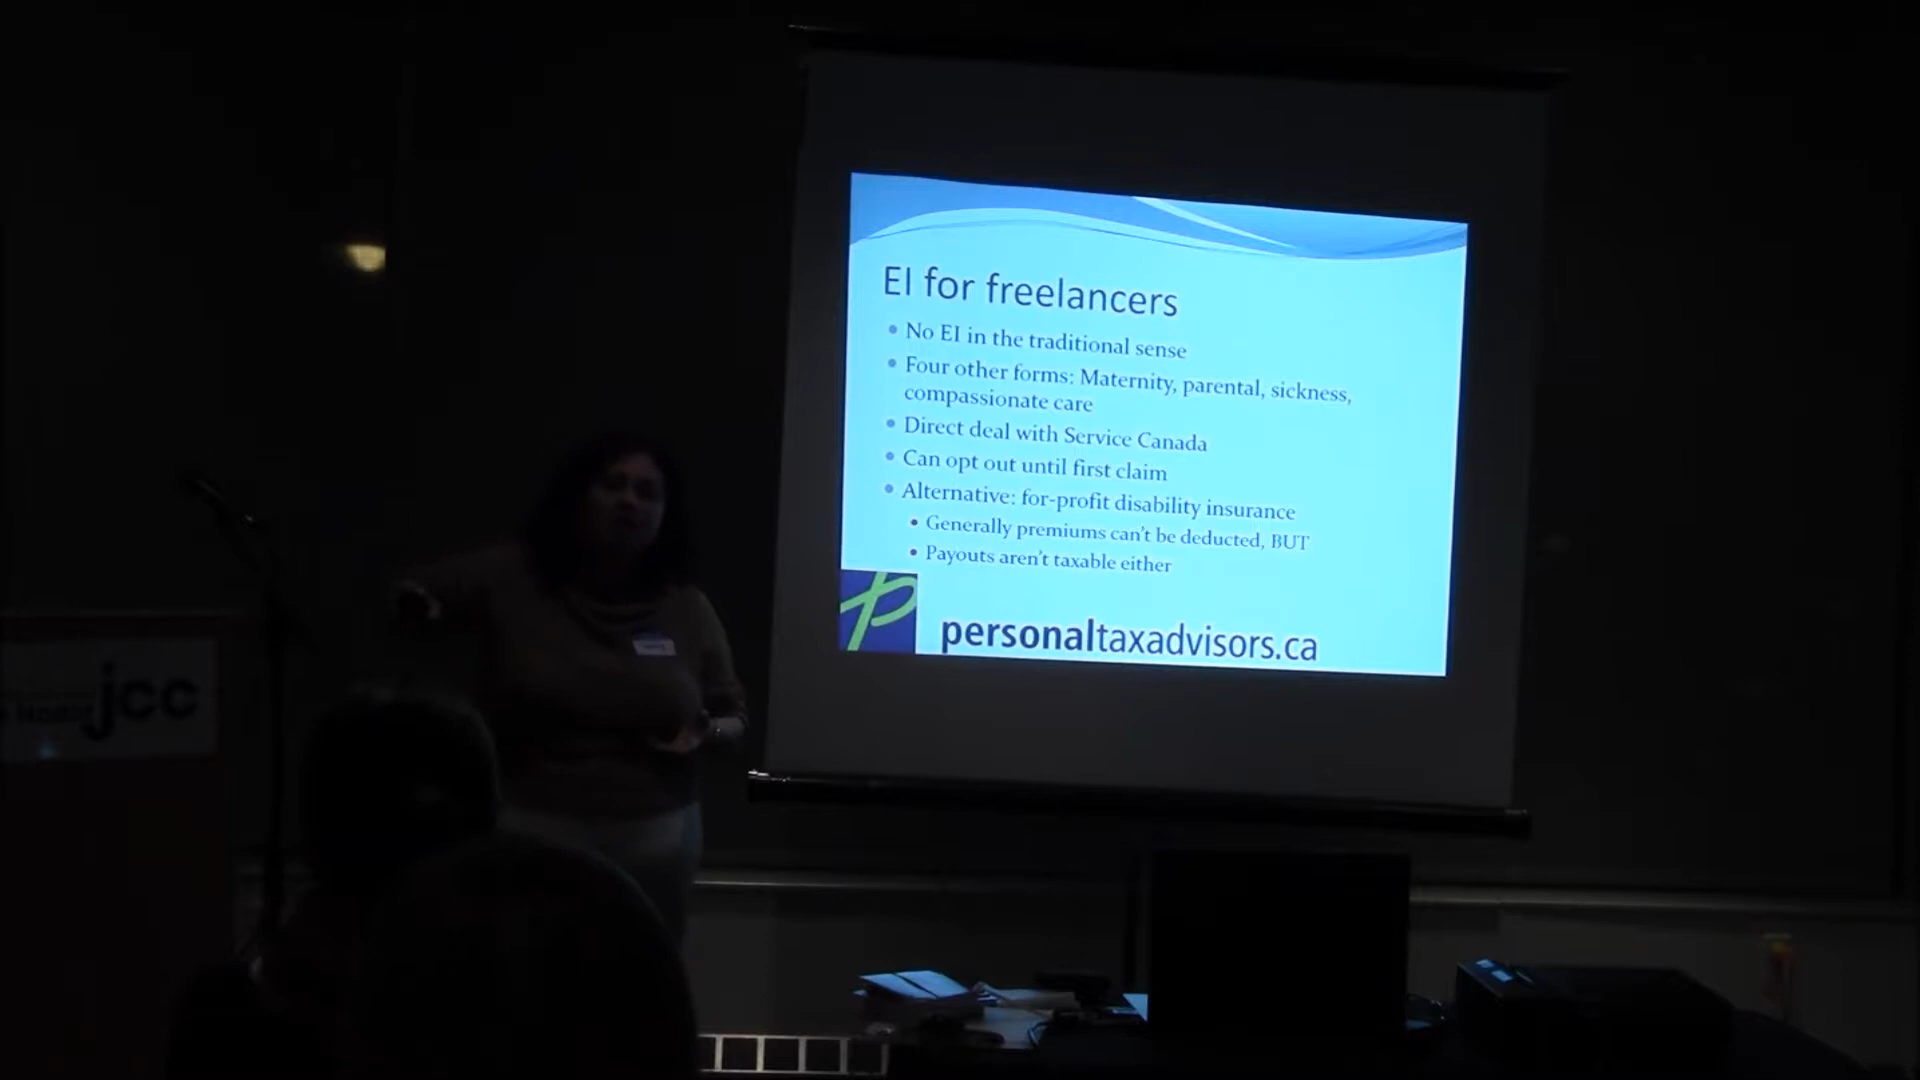 EI for freelancers
• No EI in the traditional sense
• Four other forms: Maternity, parental, sickness,
compassionate care
• Direct deal with Service Canada
• Can opt out until first claim
• Alternative: for-profit disability insurance
• Generally premiums can't be deducted, BUT
• Payouts aren't taxable either
personaltaxadvisors.ca
jcc